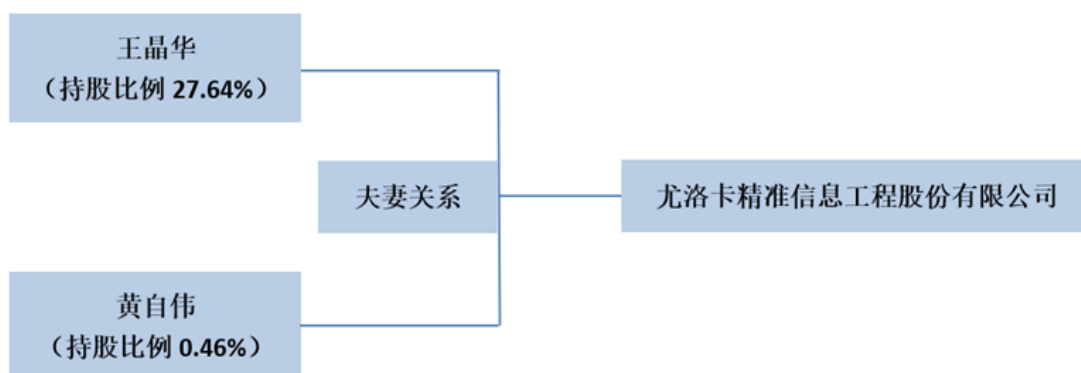 王晶华
（持股比例 27.64%）
夫妻关系
尤洛卡精准信息工程股份有限公司
黄自伟
（持股比例 0.46%）